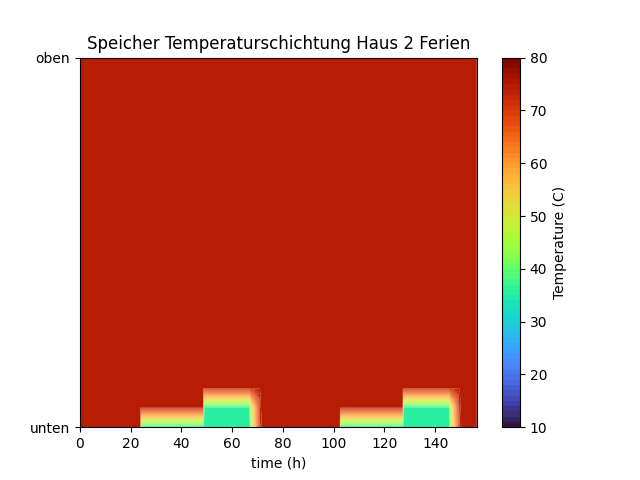 Speicher Temperaturschichtung Haus 2 Ferien
oben
unten
0 20 40 60 80 100 120 140
time (h)
80
70
60
50
40
30
20
10
Temperature (C)